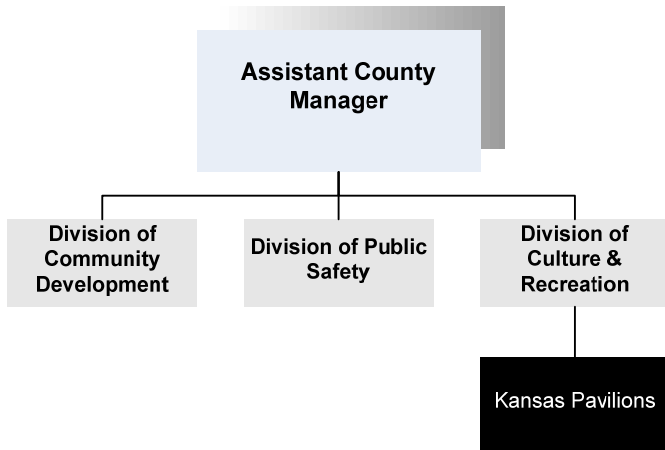 Assistant County
Manager
Division of
Community
Development
Division of Public
Safety
Division of
Culture &
Recreation
Kansas Pavilions